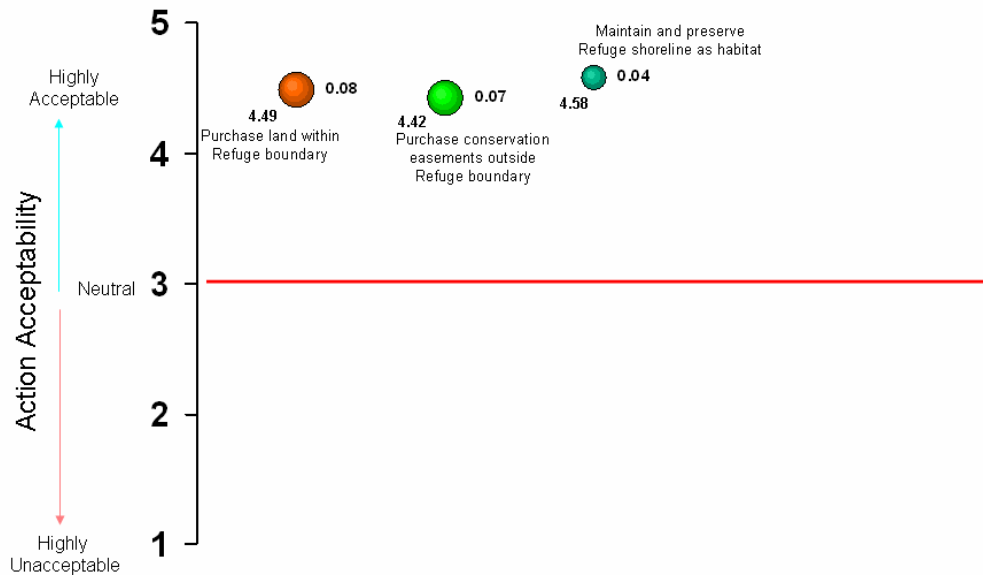 5
Maintain and preserve
Refuge shoreline as habitat
Highly
Acceptable
0.08
0.07
0.04
4.49
4.42
4.58
Purchase land within
Refuge boundary
Purchase conservation
easements outside
Refuge boundary
4
Action Acceptability
Neutral
3
2
1
Highly
Unacceptable